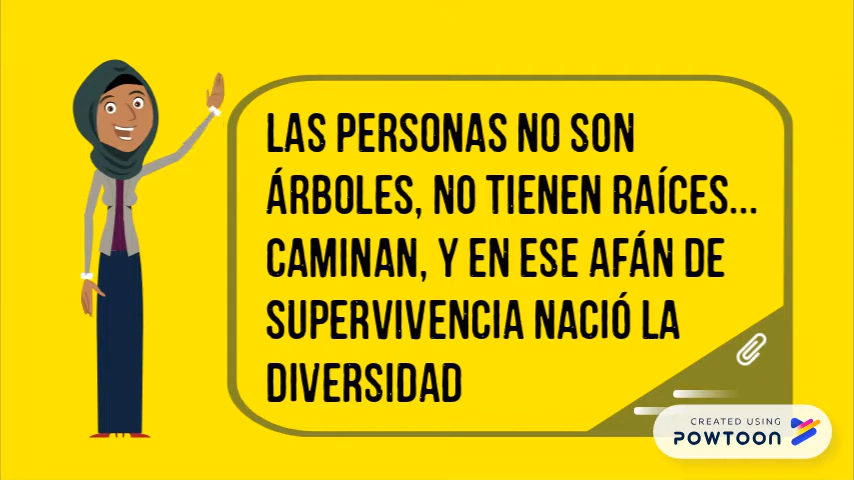 LAS PERSONAS NO SON
ÁRBOLES, NO TIENEN RAÍCES...
CAMINAN, Y EN ESE AFÁN DE
SUPERVIVENCIA NACIÓ LA
DIVERSIDAD
CREATED USING
POWTOON